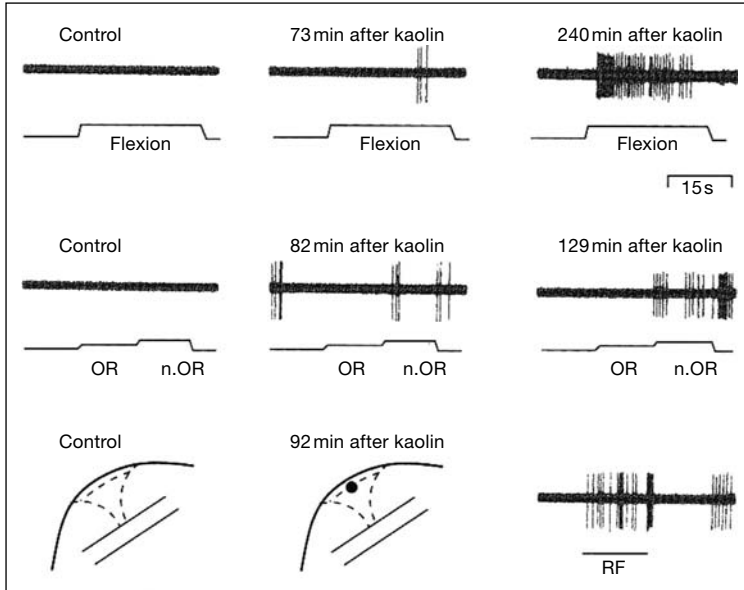 Control
73 min after kaolin
240 min after kaolin
Flexion
Flexion
Flexion
15 s
Control
82 min after kaolin
129 min after kaolin
OR
n.OR
OR
n.OR
OR
n.OR
Control
92 min after kaolin
RF